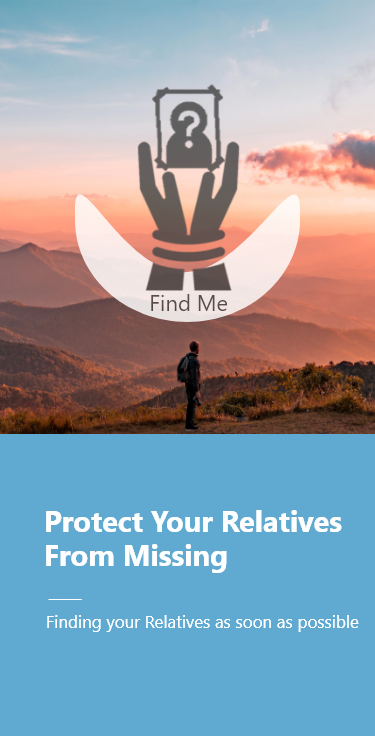 Find Me
Protect Your Relatives
From Missing
Finding your Relatives as soon as possible